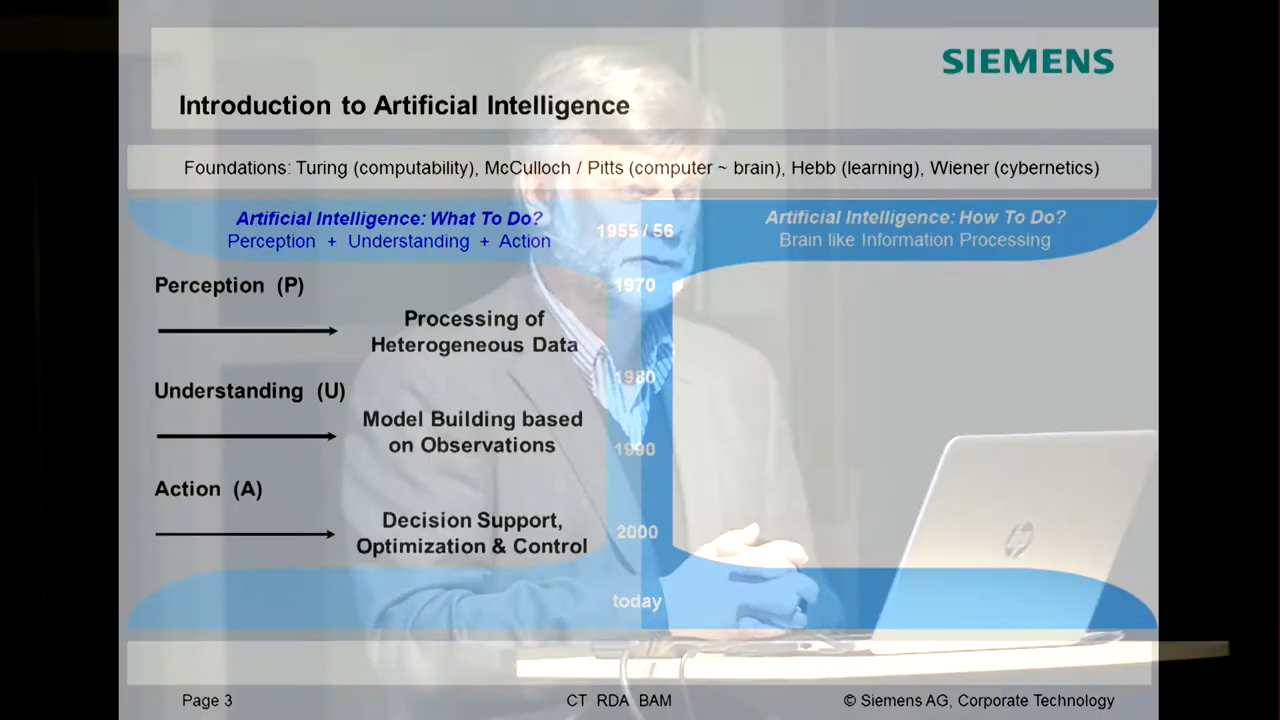 SIEMENS
Introduction to Artificial Intelligence
Foundations: Turing (computability), McCulloch / Pitts (computer ~ brain), Hebb (learning), Wiener (cybernetics)
Artificial Intelligence: What To Do?
Perception + Understanding + Action
1955 / 56
Artificial Intelligence: How To Do?
Brain like Information Processing
Perception (P)
1970
Processing of
Heterogeneous Data
1980
Understanding (U)
Model Building based
on Observations
1990
Action (A)
Decision Support,
Optimization & Control
2000
today
hp
Page 3
CT RDA BAM
© Siemens AG, Corporate Technology